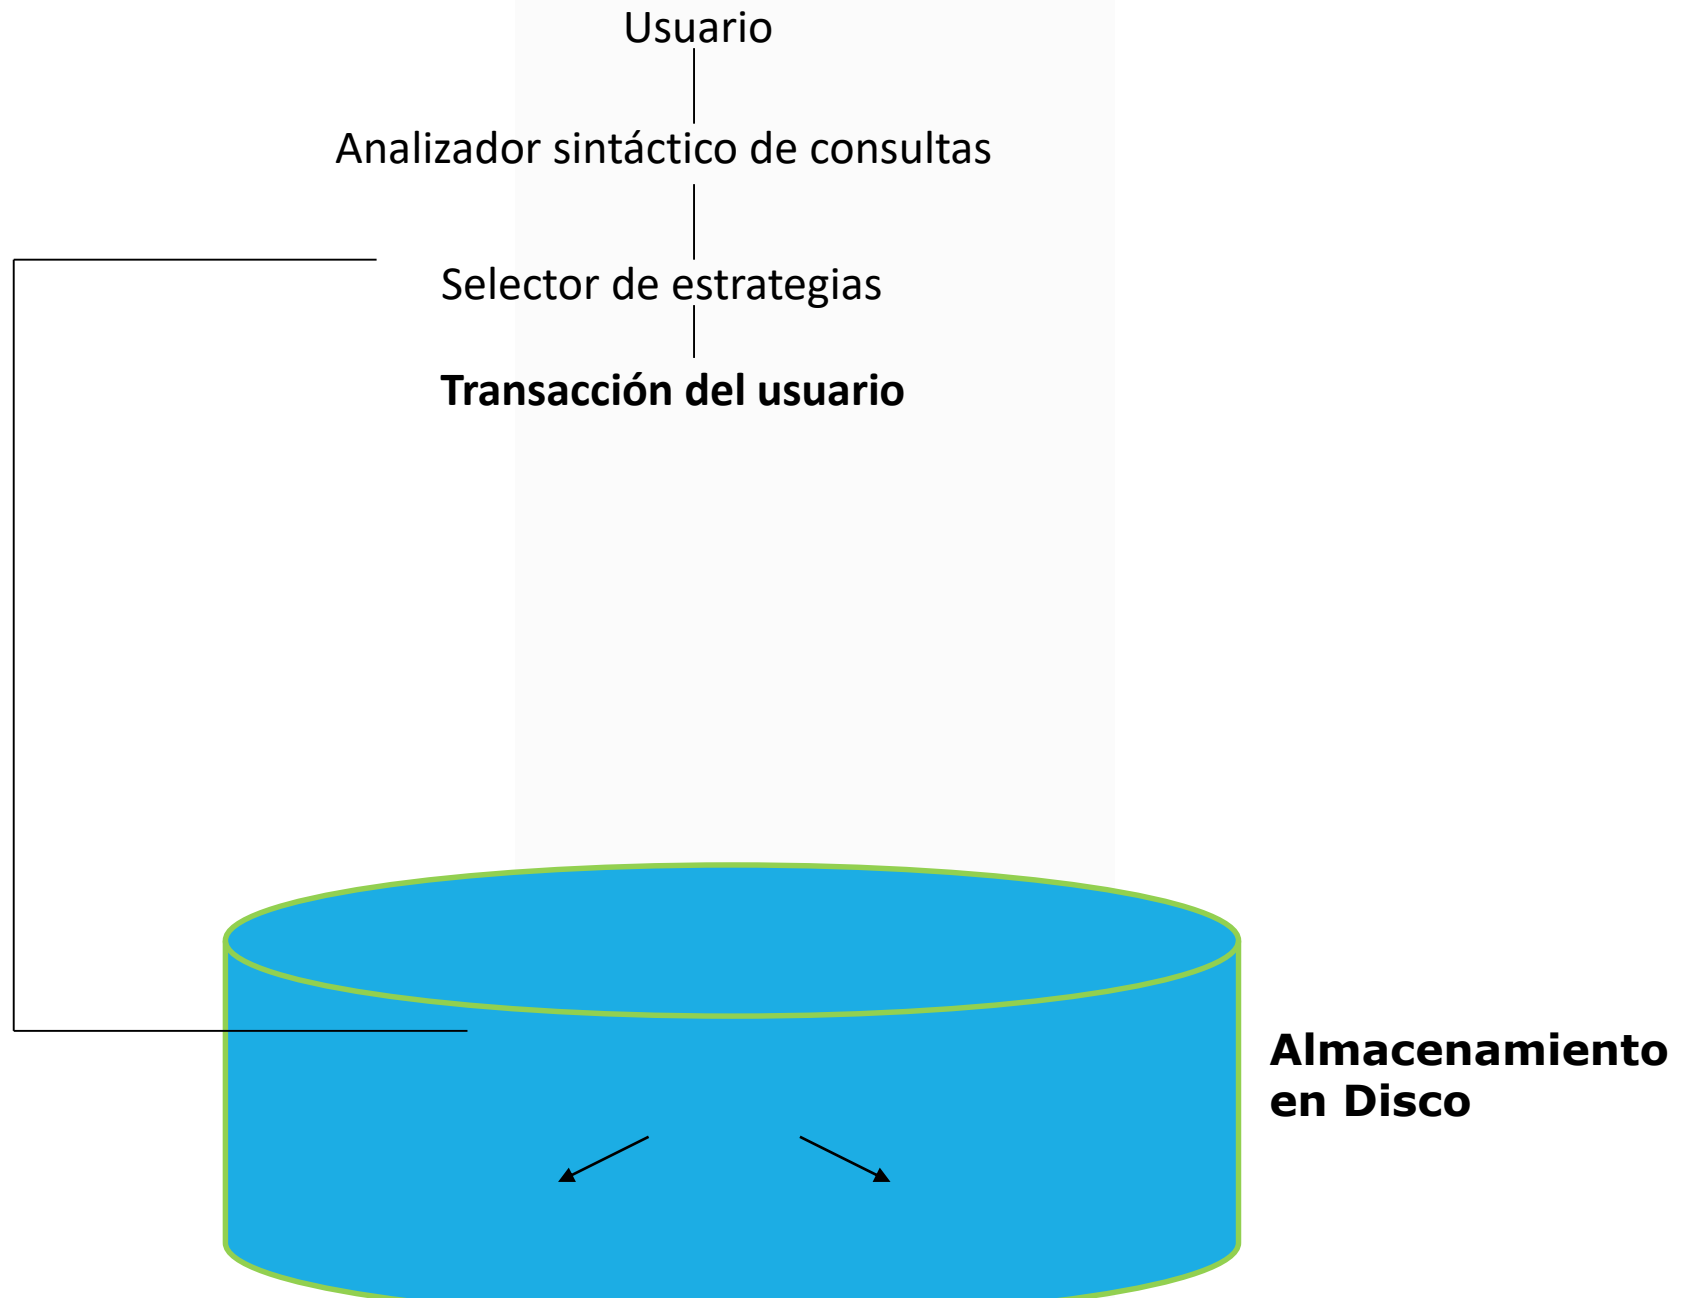 Usuario
Analizador sintáctico de consultas
Selector de estrategias
Transacción del usuario
Almacenamiento
en Disco